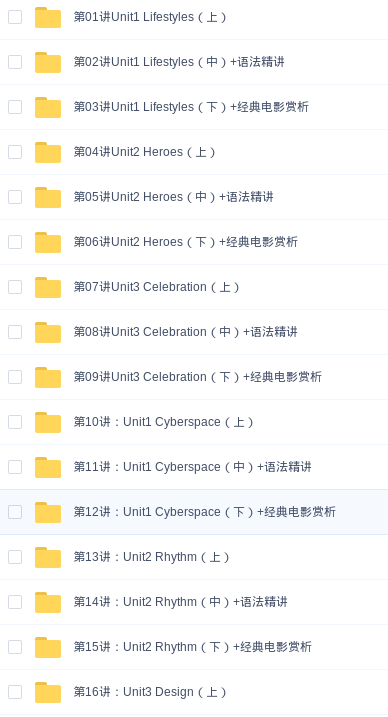 第01讲Unit1 Lifestyles（上）
第02讲Unit1 Lifestyles（中）+语法精讲
第03讲Unit1 Lifestyles（下）+经典电影赏析
第04讲Unit2 Heroes（上）
第05讲Unit2 Heroes（中）+语法精讲
第06讲Unit2 Heroes（下）+经典电影赏析
第07讲Unit3 Celebration（上）
第08讲Unit3 Celebration（中）+语法精讲
第09讲Unit3 Celebration（下）+经典电影赏析
第10讲：Unit1 Cyberspace（上）
第11讲：Unit1 Cyberspace（中）+语法精讲
第12讲：Unit1 Cyberspace（下）+经典电影赏析
第13讲：Unit2 Rhythm（上）
第14讲：Unit2 Rhythm（中）+语法精讲
第15讲：Unit2 Rhythm（下）+经典电影赏析
第16讲：Unit3 Design（上）